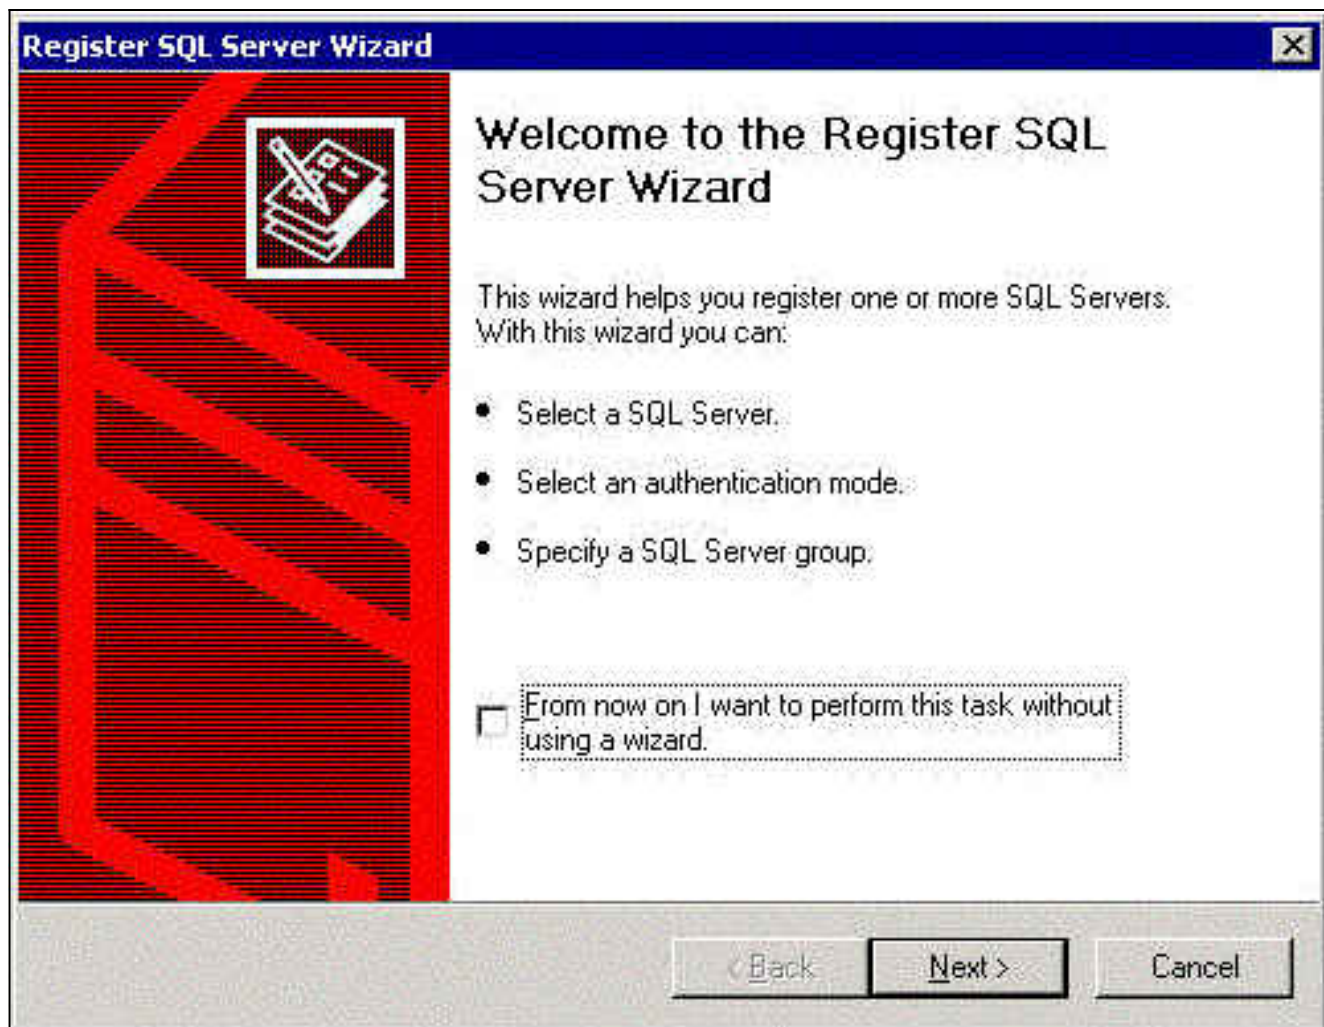 Register SQL Server Wizard
Welcome to the Register SQL
Server Wizard
This wizard helps you register one or more SQL Servers.
With this wizard you can:
• Select a SQL Server.
• Select an authentication mode.
• Specify a SQL Server group.
From now on I want to perform this task without
using a wizard.
< Back
Next >
Cancel